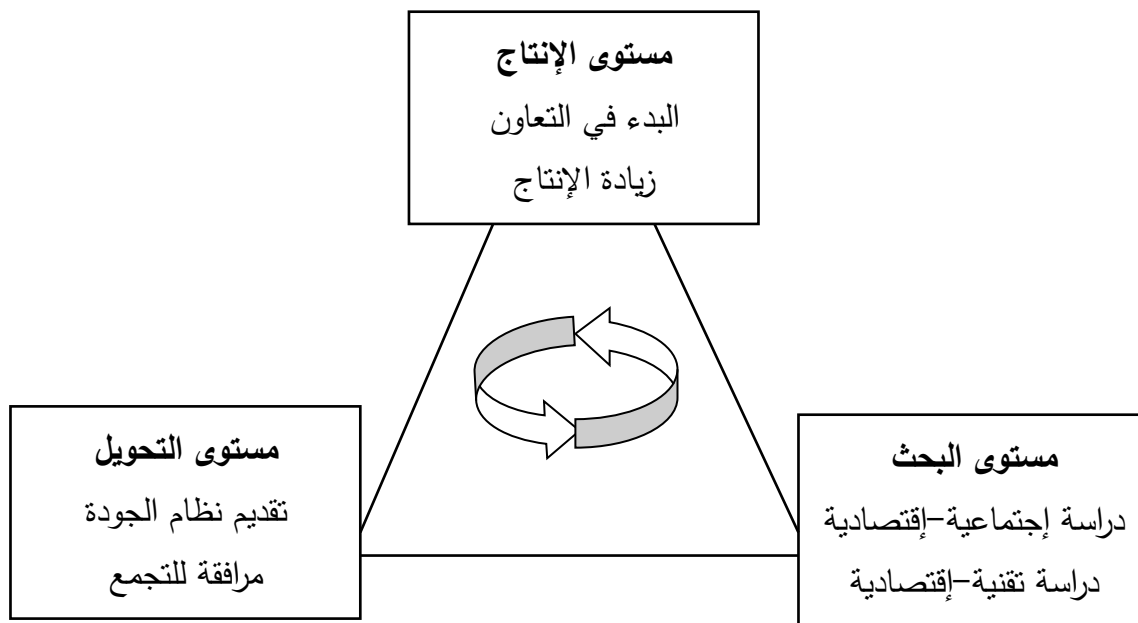 مستوى الإنتاج
البدء في التعاون
زيادة الإنتاج
مستوى البحث
دراسة إجتماعية-إقتصادية
دراسة تقنية-إقتصادية
مستوى التحويل
تقديم نظام الجودة
مرافقة للتجمع